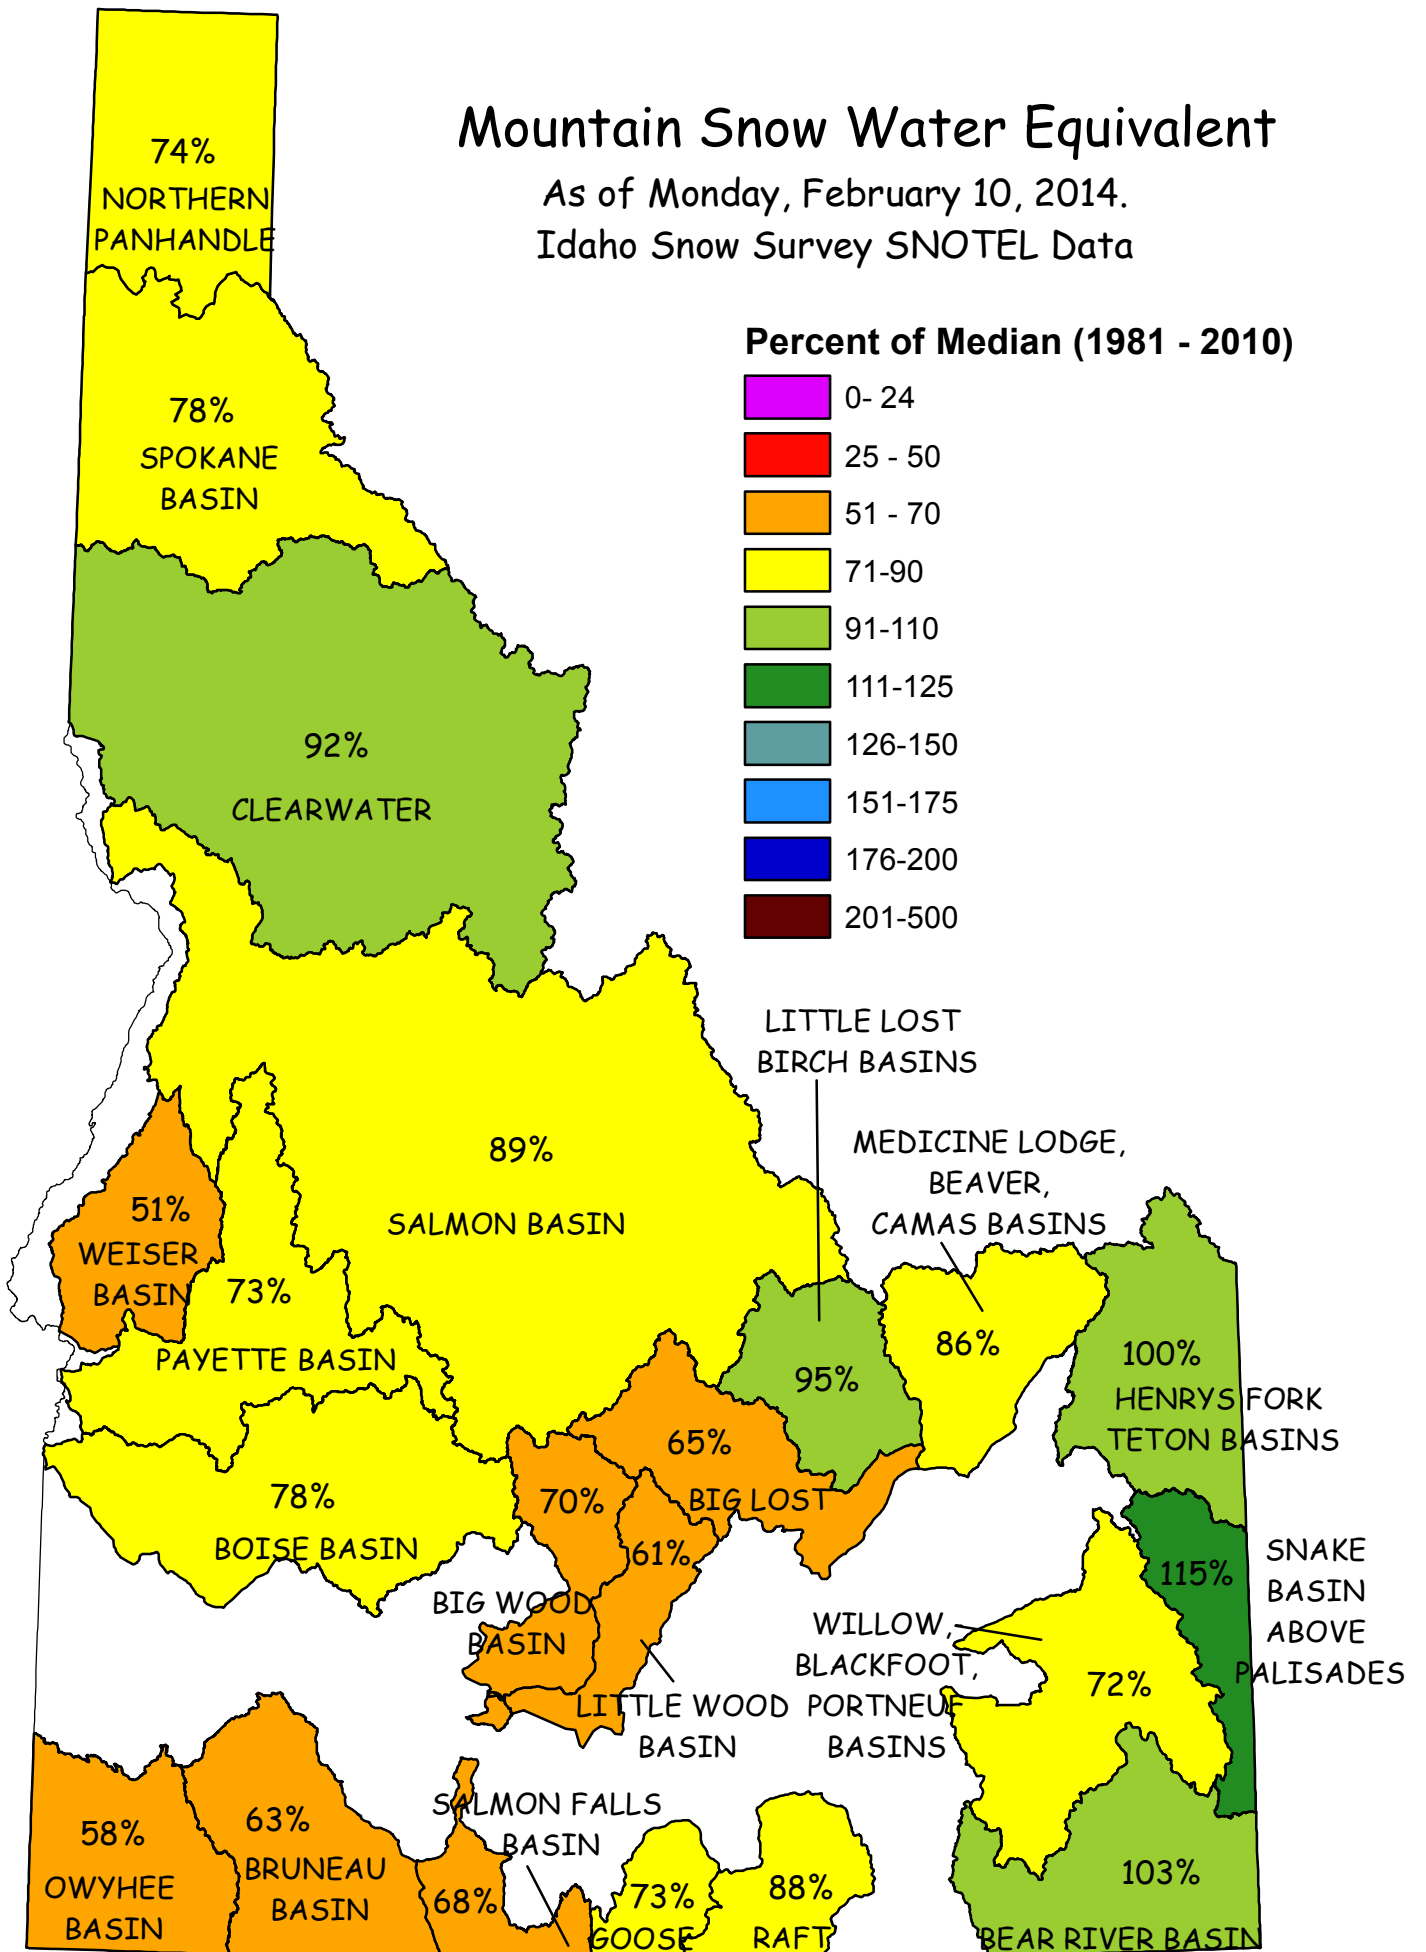 Mountain Snow Water Equivalent
As of Monday, February 10, 2014.
Idaho Snow Survey SNOTEL Data
Percent of Median (1981 - 2010)
0- 24
25 - 50
51 - 70
71-90
91-110
111-125
126-150
151-175
176-200
201-500
74%
NORTHERN
PANHANDLE
78%
SPOKANE
BASIN
92%
CLEARWATER
LITTLE LOST
BIRCH BASINS
MEDICINE LODGE,
BEAVER,
CAMAS BASINS
89%
SALMON BASIN
51%
WEISER
BASIN
73%
PAYETTE BASIN
95%
86%
100%
HENRYS FORK
TETON BASINS
65%
BIG LOST
78%
BOISE BASIN
70%
61%
BIG WOOD
BASIN
LITTLE WOOD
BASIN
115%
SNAKE
BASIN
ABOVE
PALISADES
WILLOW,
BLACKFOOT,
PORTNEUF
BASINS
72%
58%
OWYHEE
BASIN
63%
BRUNEAU
BASIN
SALMON FALLS
BASIN
68%
73%
GOOSE
88%
RAFT
103%
BEAR RIVER BASIN